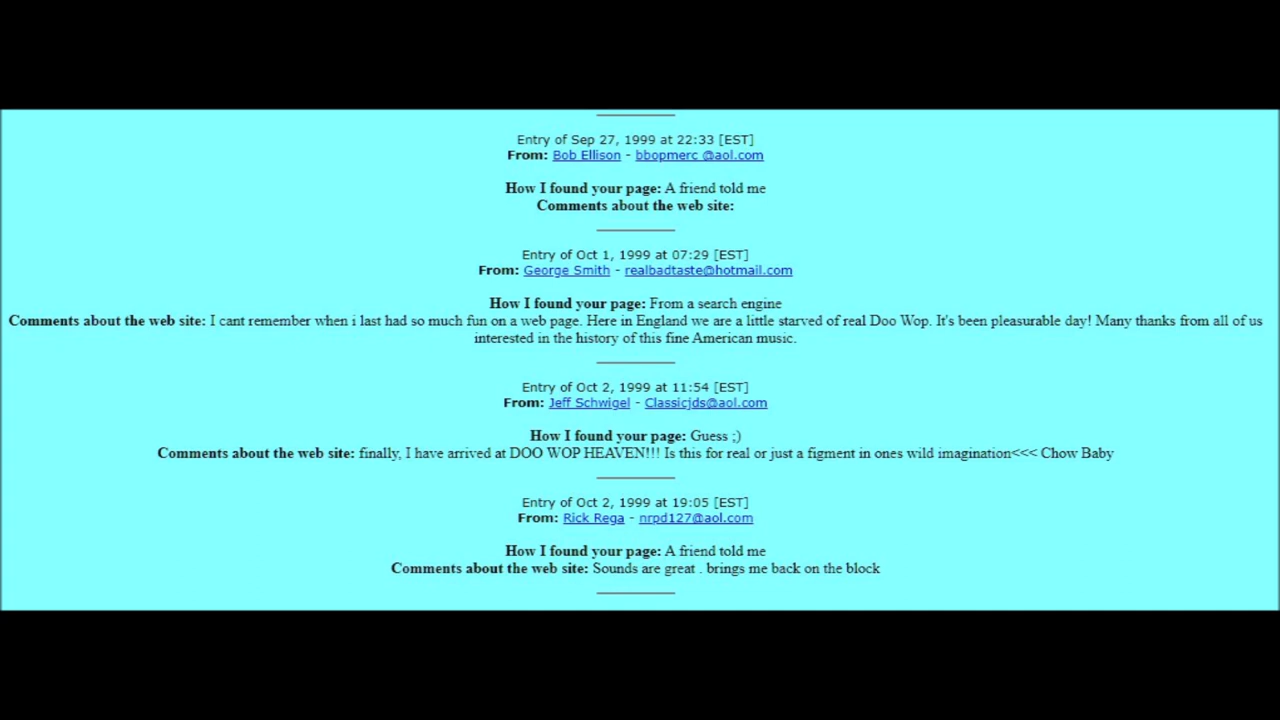 Entry of Sep 27, 1999 at 22:33 [EST]
From: Bob Ellison - bbopmerc @aol.com
How I found your page: A friend told me
Comments about the web site:
Entry of Oct 1, 1999 at 07:29 [EST]
From: George Smith - realbadtaste@hotmail.com
How I found your page: From a search engine
Comments about the web site: I cant remember when i last had so much fun on a web page. Here in England we are a little starved of real Doo Wop. It's been pleasurable day! Many thanks from all of us
interested in the history of this fine American music.
Entry of Oct 2, 1999 at 11:54 [EST]
From: Jeff Schwigel - Classicjds@aol.com
How I found your page: Guess ;)
Comments about the web site: finally, I have arrived at DOO WOP HEAVEN!!! Is this for real or just a figment in ones wild imagination<<< Chow Baby
Entry of Oct 2, 1999 at 19:05 [EST]
From: Rick Rega - nrpd127@aol.com
How I found your page: A friend told me
Comments about the web site: Sounds are great . brings me back on the block